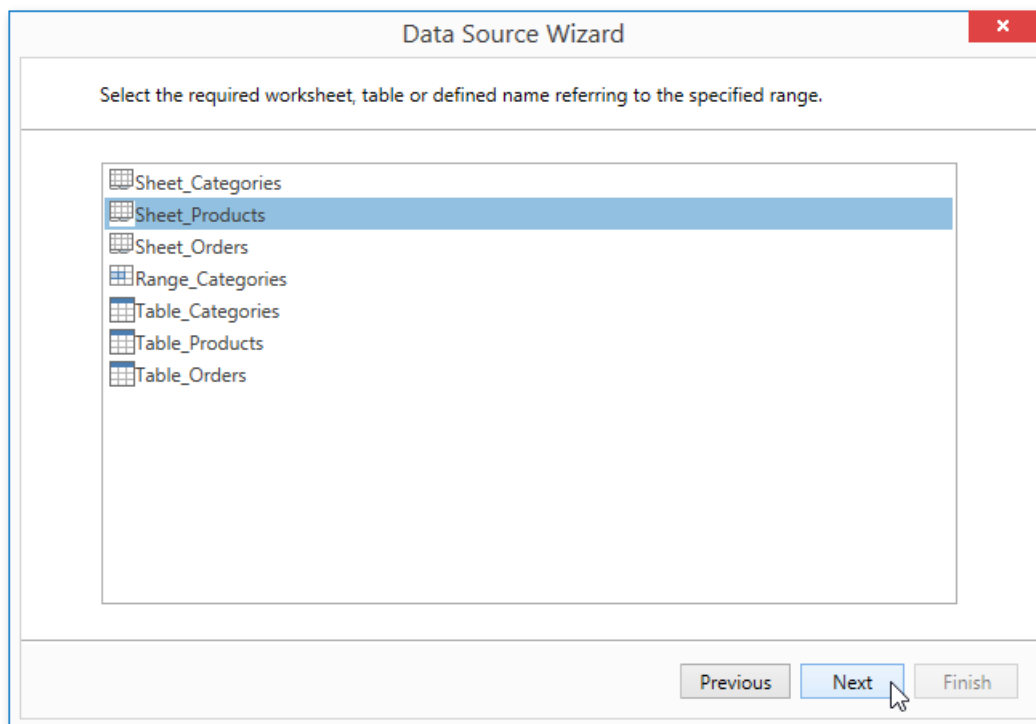 Data Source Wizard
Select the required worksheet, table or defined name referring to the specified range.
Sheet_Categories
Sheet_Products
Sheet_Orders
Range_Categories
Table_Categories
Table_Products
Table_Orders
Previous Next Finish